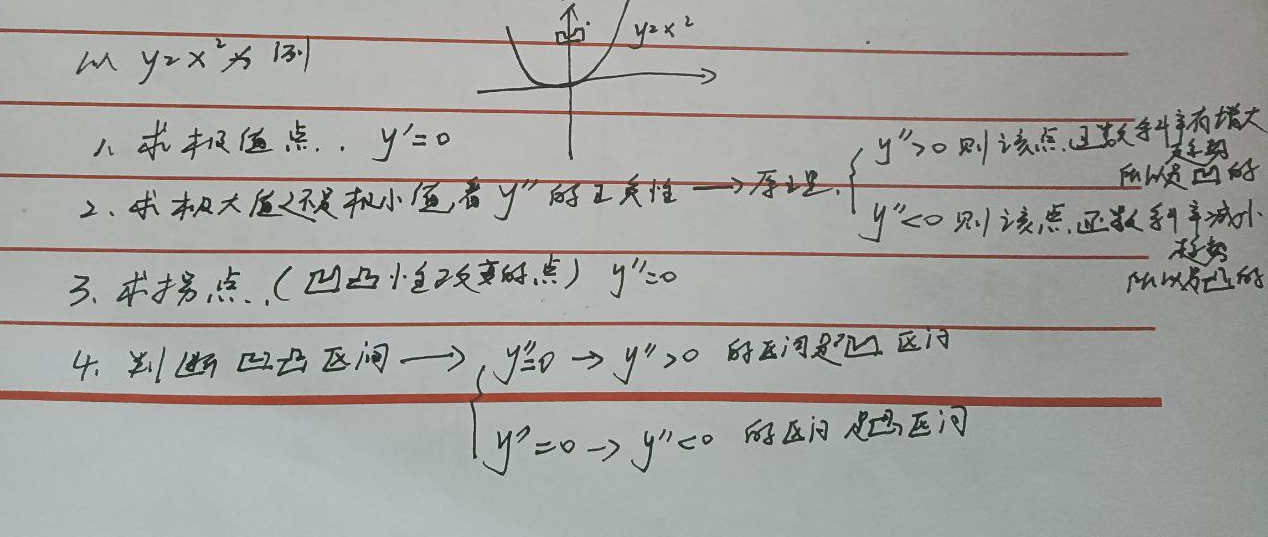 凹
y=x²
以 y=x² 为例
1、求极值点.. y'=0
2、求极大值还是极小值,看 y'' 的正负性 → 原理:
y''>0 则该点函数斜率有增大
趋势
所以是凹的
y''<0 则该点函数斜率减小
趋势
所以是凸的
3、求拐点..(凹凸性改变的点) y''=0
4、判断凹凸区间 → y''=0 → y''>0 的区间是凹区间
y''=0 → y''<0 的区间是凸区间